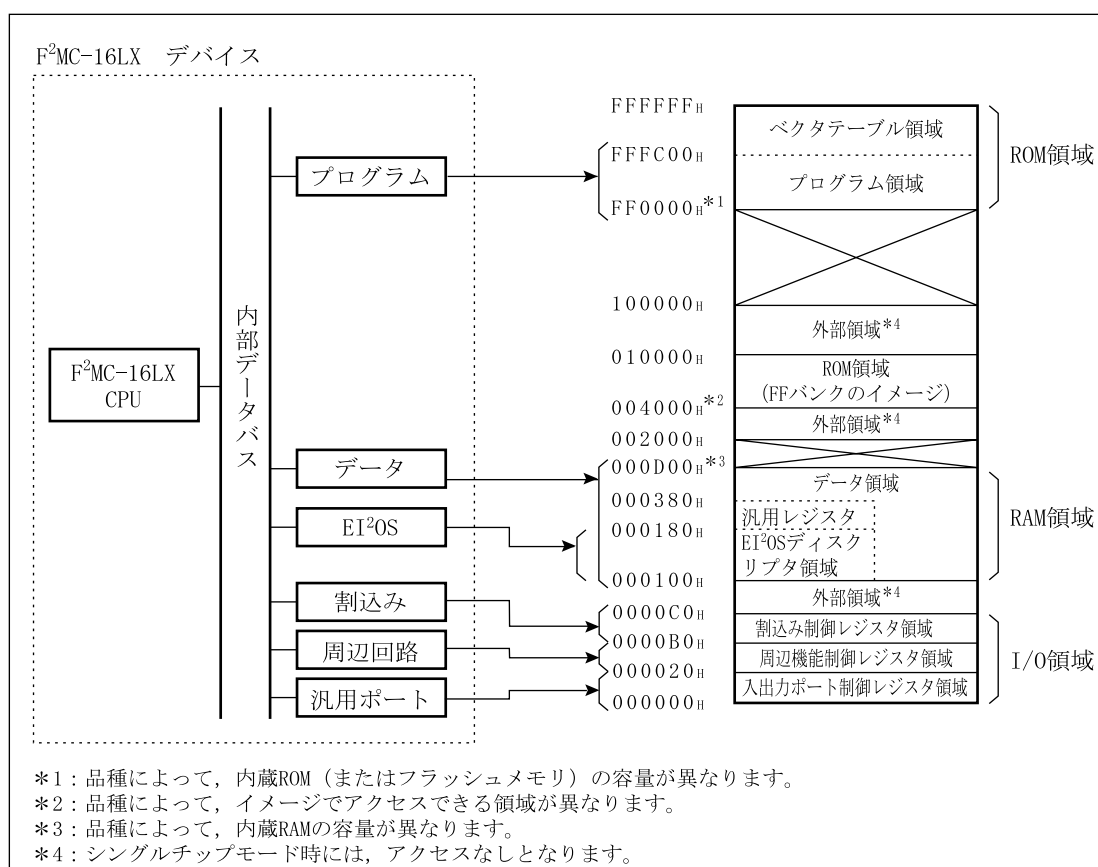 F²MC-16LX デバイス
F²MC-16LX
CPU
内部データバス
プログラム
データ
EI²OS
割込み
周辺回路
汎用ポート
FFFFFFH
FFFC00H
FF0000H*1
100000H
010000H
004000H*2
002000H
000D00H*3
000380H
000180H
000100H
0000C0H
0000B0H
000020H
000000H
ベクタテーブル領域
プログラム領域
外部領域*4
ROM領域
(FFバンクのイメージ)
外部領域*4
データ領域
汎用レジスタ
EI²OSディスク
リプタ領域
外部領域*4
割込み制御レジスタ領域
周辺機能制御レジスタ領域
入出力ポート制御レジスタ領域
ROM領域
RAM領域
I/O領域
*1：品種によって，内蔵ROM（またはフラッシュメモリ）の容量が異なります。
*2：品種によって，イメージでアクセスできる領域が異なります。
*3：品種によって，内蔵RAMの容量が異なります。
*4：シングルチップモード時には，アクセスなしとなります。